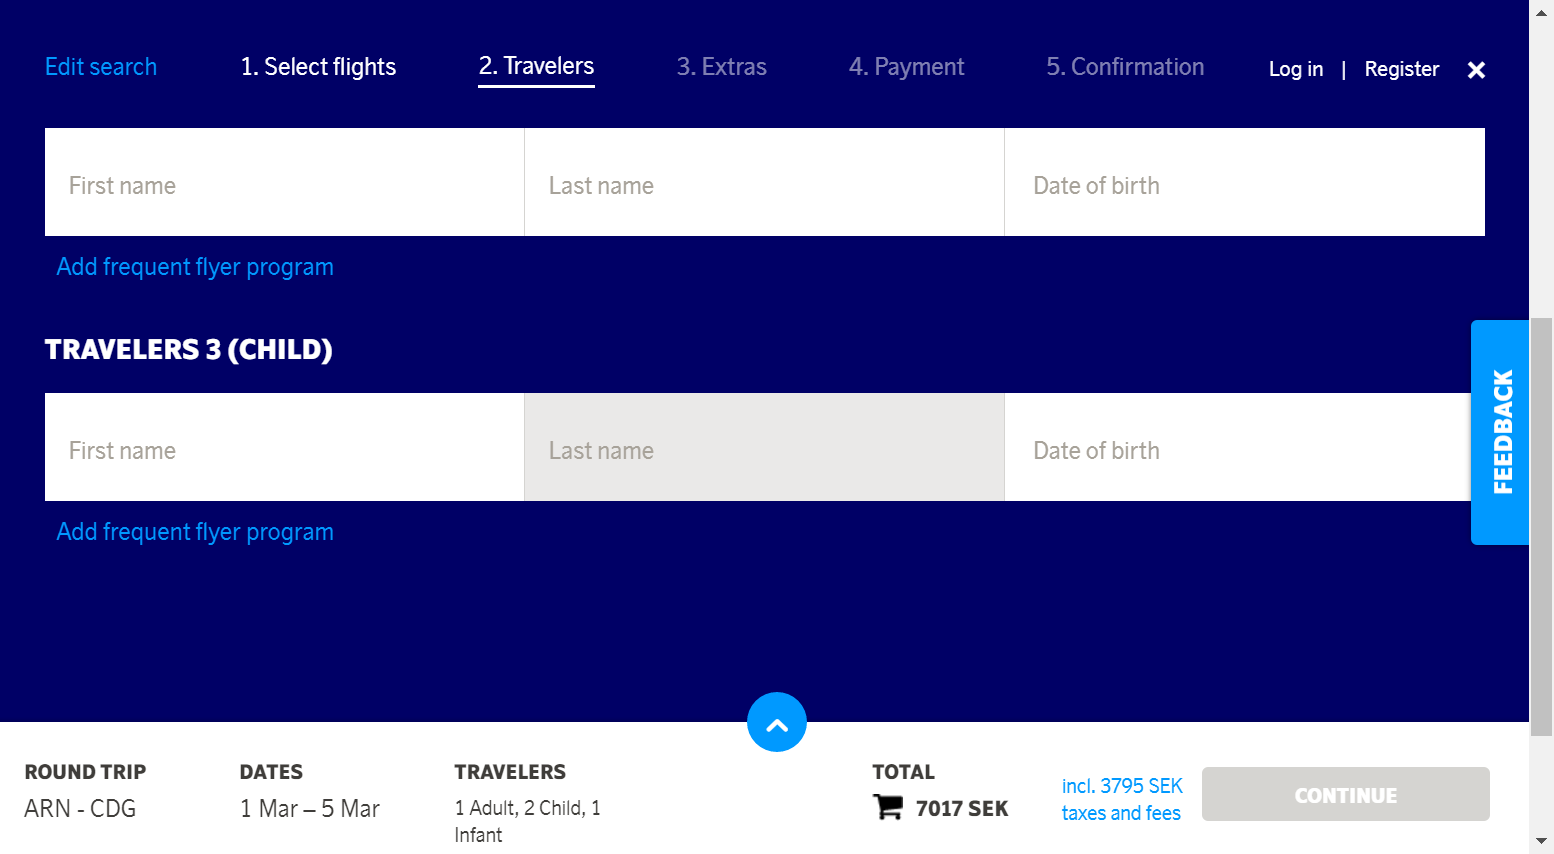 Edit search
1. Select flights
2. Travelers
3. Extras
4. Payment
5. Confirmation
Log in | Register
First name
Last name
Date of birth
Add frequent flyer program
TRAVELERS 3 (CHILD)
First name
Last name
Date of birth
Add frequent flyer program
FEEDBACK
ROUND TRIP
ARN - CDG
DATES
1 Mar – 5 Mar
TRAVELERS
1 Adult, 2 Child, 1
Infant
TOTAL
7017 SEK
incl. 3795 SEK
taxes and fees
CONTINUE